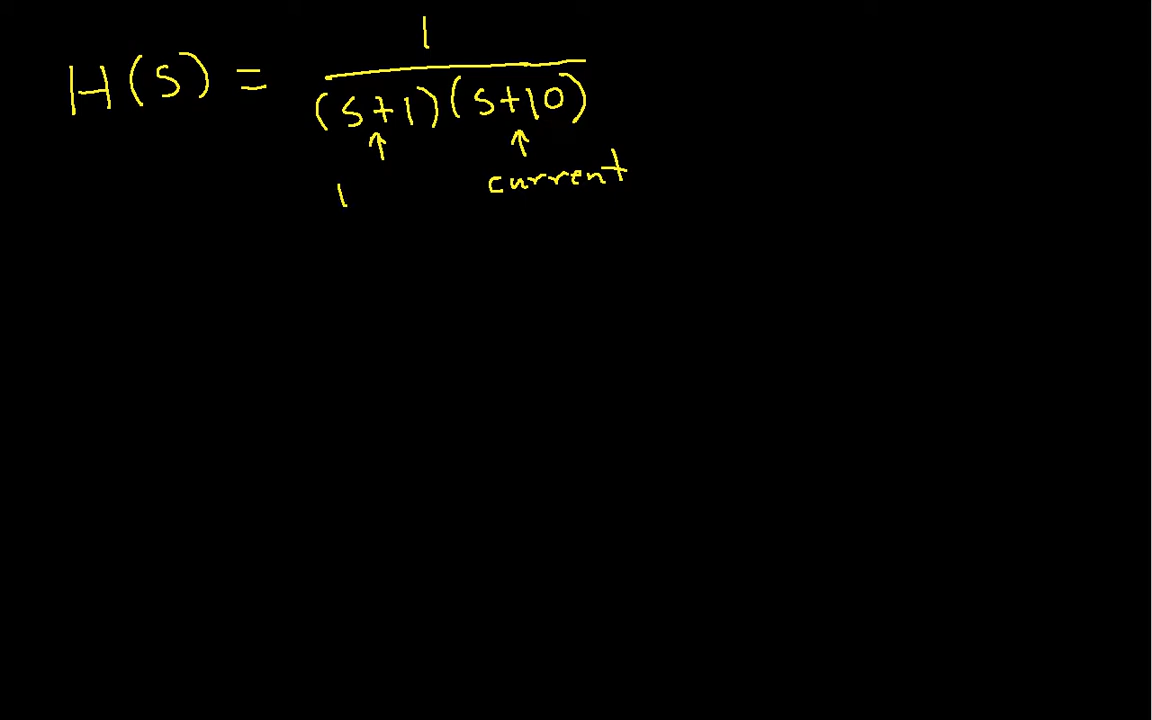 H(s) = 1 / (s+1)(s+10)
↑ ↑
current